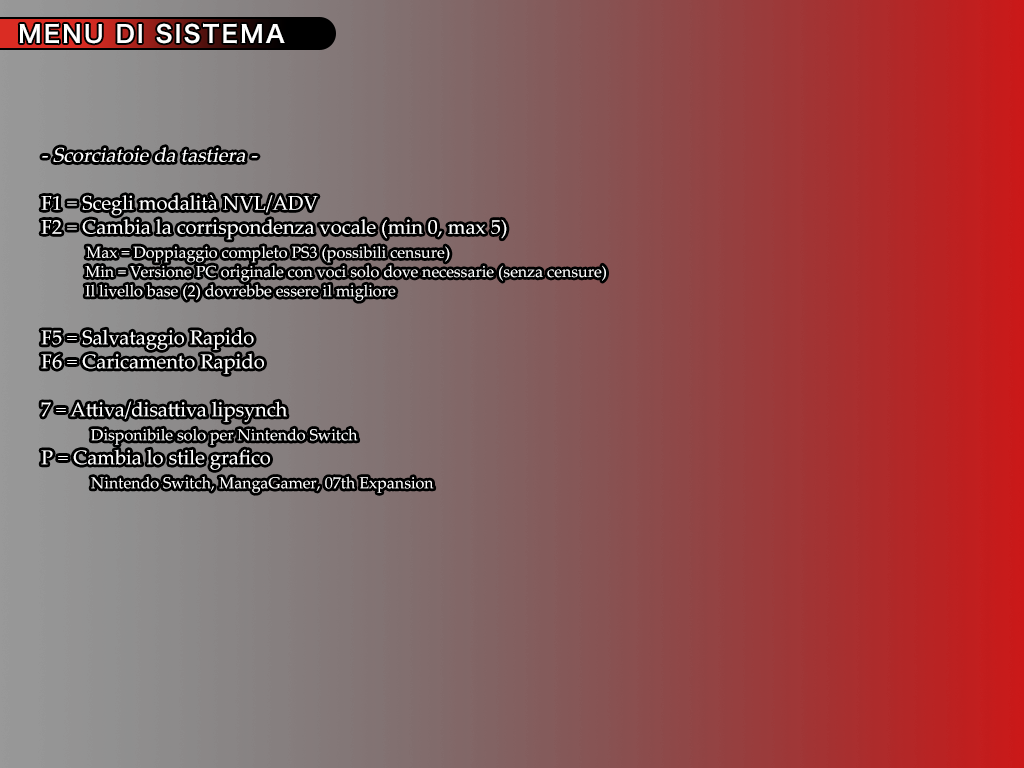 MENU DI SISTEMA
- Scorciatoie da tastiera -
F1 = Scegli modalità NVL/ADV
F2 = Cambia la corrispondenza vocale (min 0, max 5)
Max = Doppiaggio completo PS3 (possibili censure)
Min = Versione PC originale con voci solo dove necessarie (senza censure)
Il livello base (2) dovrebbe essere il migliore
F5 = Salvataggio Rapido
F6 = Caricamento Rapido
7 = Attiva/disattiva lipsynch
Disponibile solo per Nintendo Switch
P = Cambia lo stile grafico
Nintendo Switch, MangaGamer, 07th Expansion